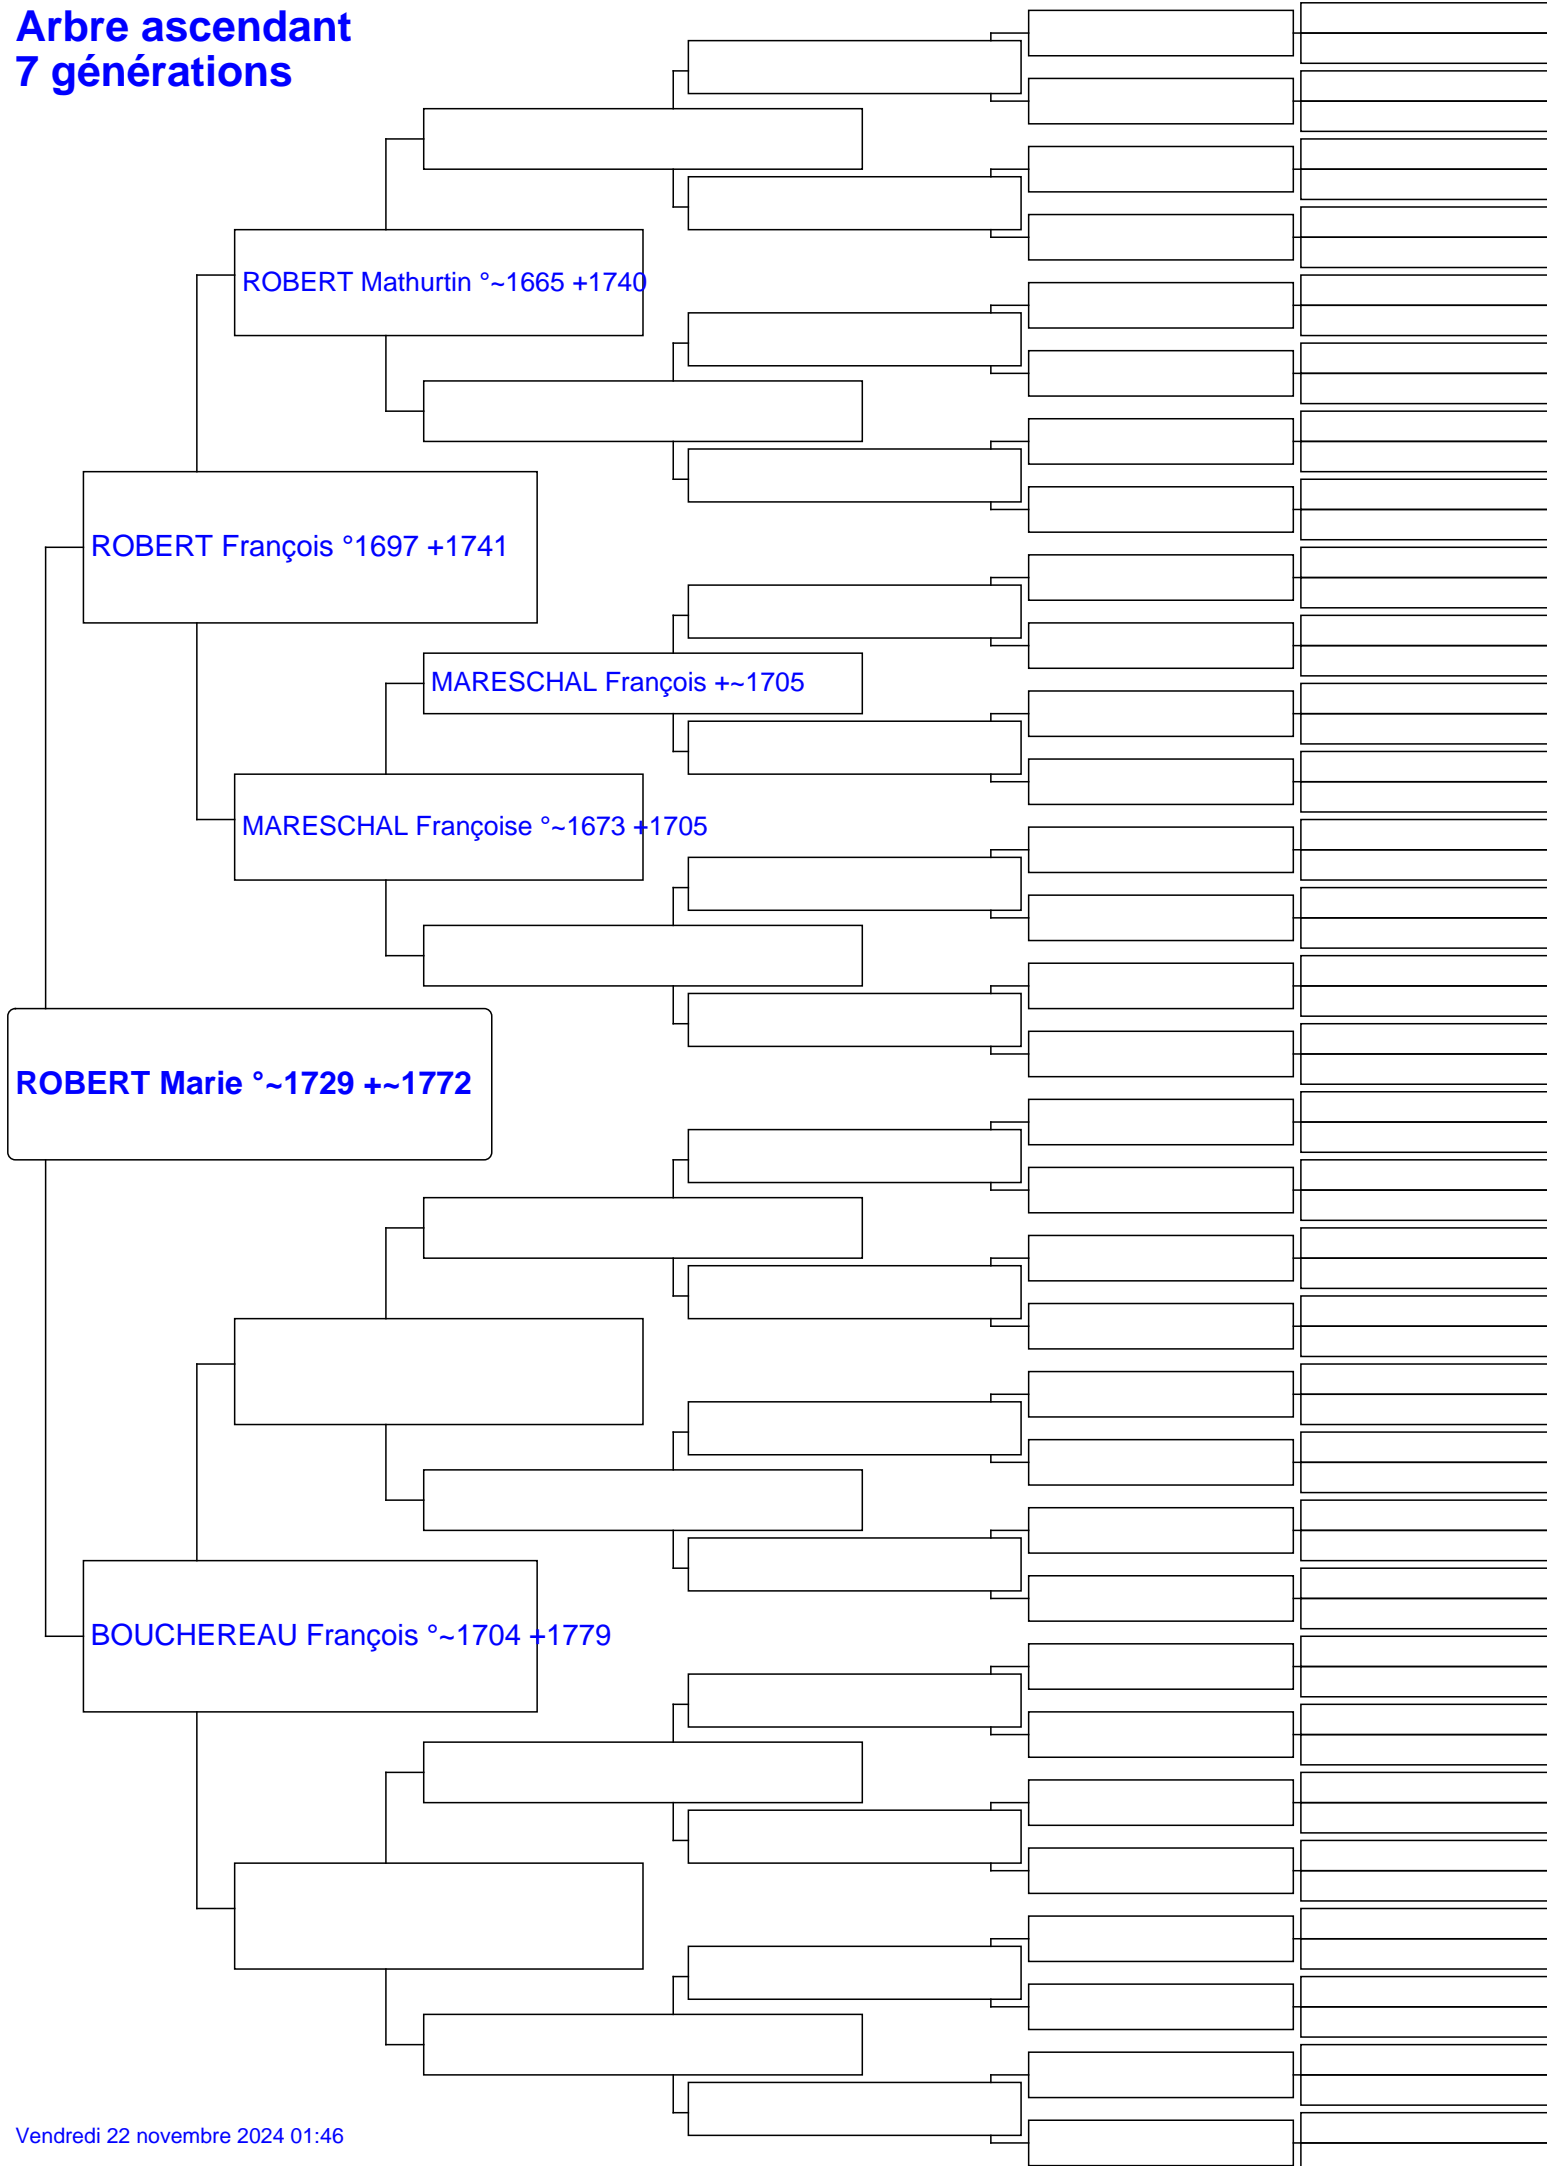 Arbre ascendant
7 générations
ROBERT Mathurtin °~1665 +1740
ROBERT François °1697 +1741
MARESCHAL François +~1705
MARESCHAL Françoise °~1673 +1705
ROBERT Marie °~1729 +~1772
BOUCHEREAU François °~1704 +1779
Vendredi 22 novembre 2024 01:46